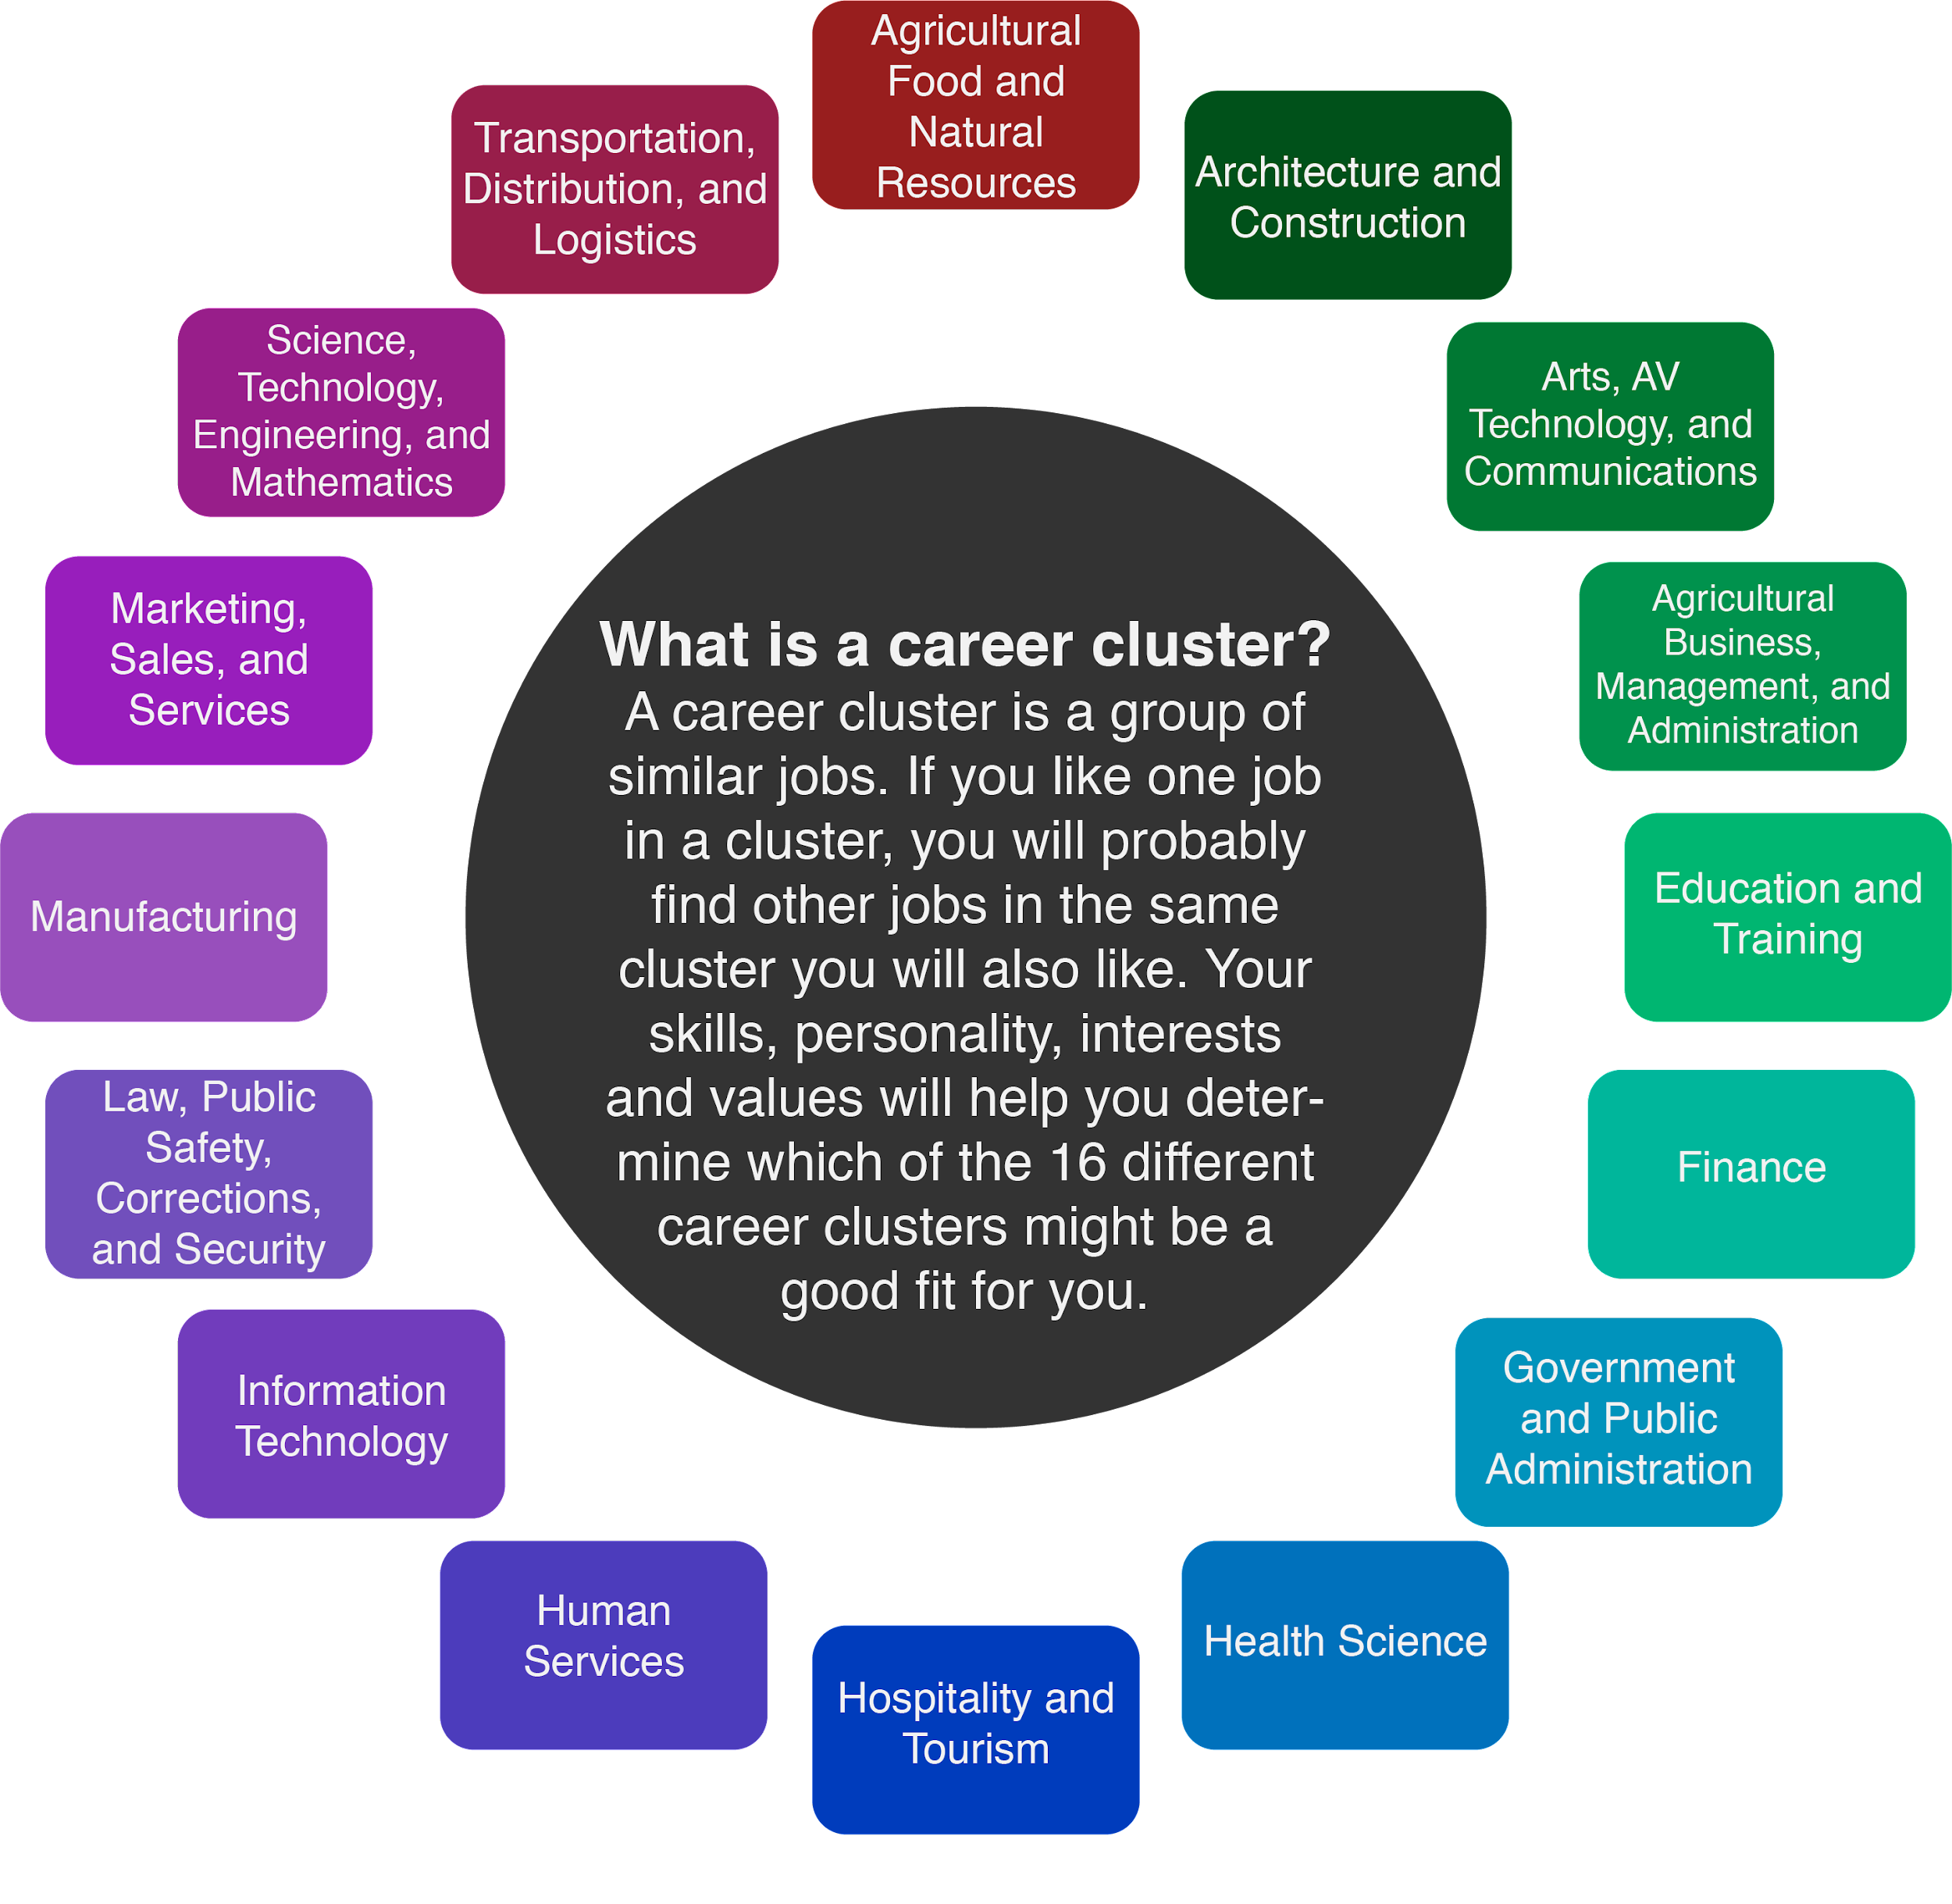 Agricultural
Food and
Natural
Resources
Architecture and
Construction
Arts, AV
Technology, and
Communications
Agricultural
Business,
Management, and
Administration
Education and
Training
Finance
Government
and Public
Administration
Health Science
Hospitality and
Tourism
Human
Services
Information
Technology
Law, Public
Safety,
Corrections,
and Security
Manufacturing
Marketing,
Sales, and
Services
Science,
Technology,
Engineering, and
Mathematics
Transportation,
Distribution, and
Logistics
What is a career cluster?
A career cluster is a group of
similar jobs. If you like one job
in a cluster, you will probably
find other jobs in the same
cluster you will also like. Your
skills, personality, interests
and values will help you deter-
mine which of the 16 different
career clusters might be a
good fit for you.